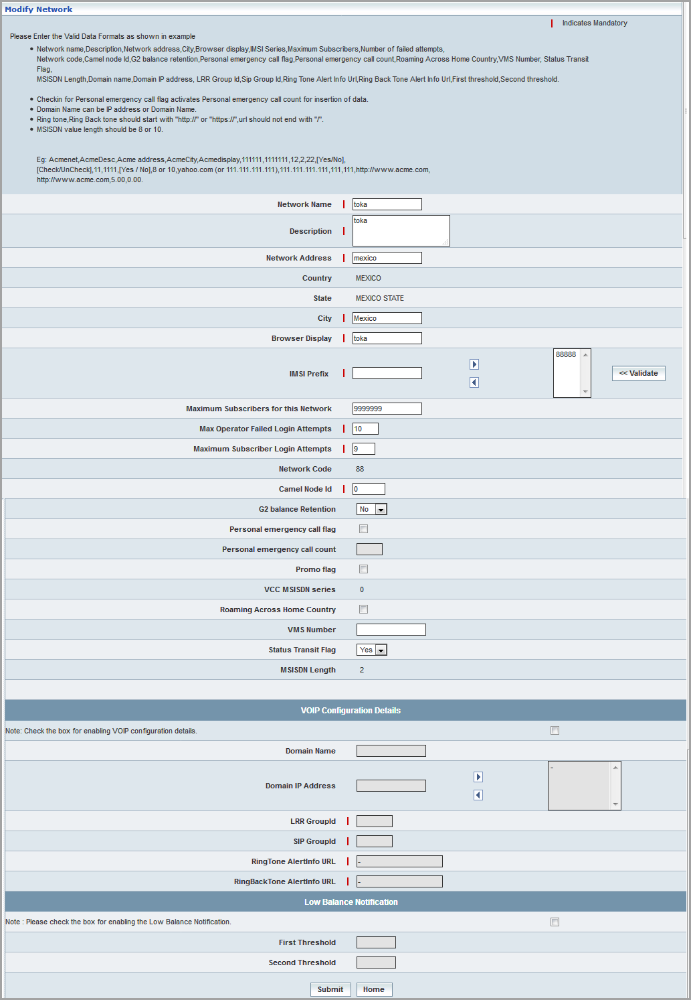 Modify Network
Indicates Mandatory
Please Enter the Valid Data Formats as shown in example
Network name,Description,Network address,City,Browser display,IMSI Series,Maximum Subscribers,Number of failed attempts,
Network code,Camel node Id,G2 balance retention,Personal emergency call flag,Personal emergency call count,Roaming Across Home Country,VMS Number, Status Transit
Flag,
MSISDN Length,Domain name,Domain IP address, LRR Group Id,Sip Group Id,Ring Tone Alert Info Url,Ring Back Tone Alert Info Url,First threshold,Second threshold.
Checkin for Personal emergency call flag activates Personal emergency call count for insertion of data.
Domain Name can be IP address or Domain Name.
Ring tone,Ring Back tone should start with "http://" or "https://",url should not end with "/".
MSISDN value length should be 8 or 10.
Eg: Acmenet,AcmeDesc,Acme address,AcmeCity,Acmedisplay,111111,1111111,12,2,22,[Yes/No],
[Check/UnCheck],11,1111,[Yes / No],8 or 10,yahoo.com (or 111.111.111.111),111.111.111.111,111,111,http://www.acme.com,
http://www.acme.com,5.00,0.00.
Network Name toka
Description toka
Network Address mexico
Country MEXICO
State MEXICO STATE
City Mexico
Browser Display toka
IMSI Prefix 88888 << Validate
Maximum Subscribers for this Network 9999999
Max Operator Failed Login Attempts 10
Maximum Subscriber Login Attempts 9
Network Code 88
Camel Node Id 0
G2 balance Retention No
Personal emergency call flag
Personal emergency call count
Promo flag
VCC MSISDN series 0
Roaming Across Home Country
VMS Number
Status Transit Flag Yes
MSISDN Length 2
VOIP Configuration Details
Note: Check the box for enabling VOIP configuration details.
Domain Name
Domain IP Address -
LRR GroupId
SIP GroupId
RingTone AlertInfo URL -
RingBackTone AlertInfo URL -
Low Balance Notification
Note : Please check the box for enabling the Low Balance Notification.
First Threshold
Second Threshold
Submit Home